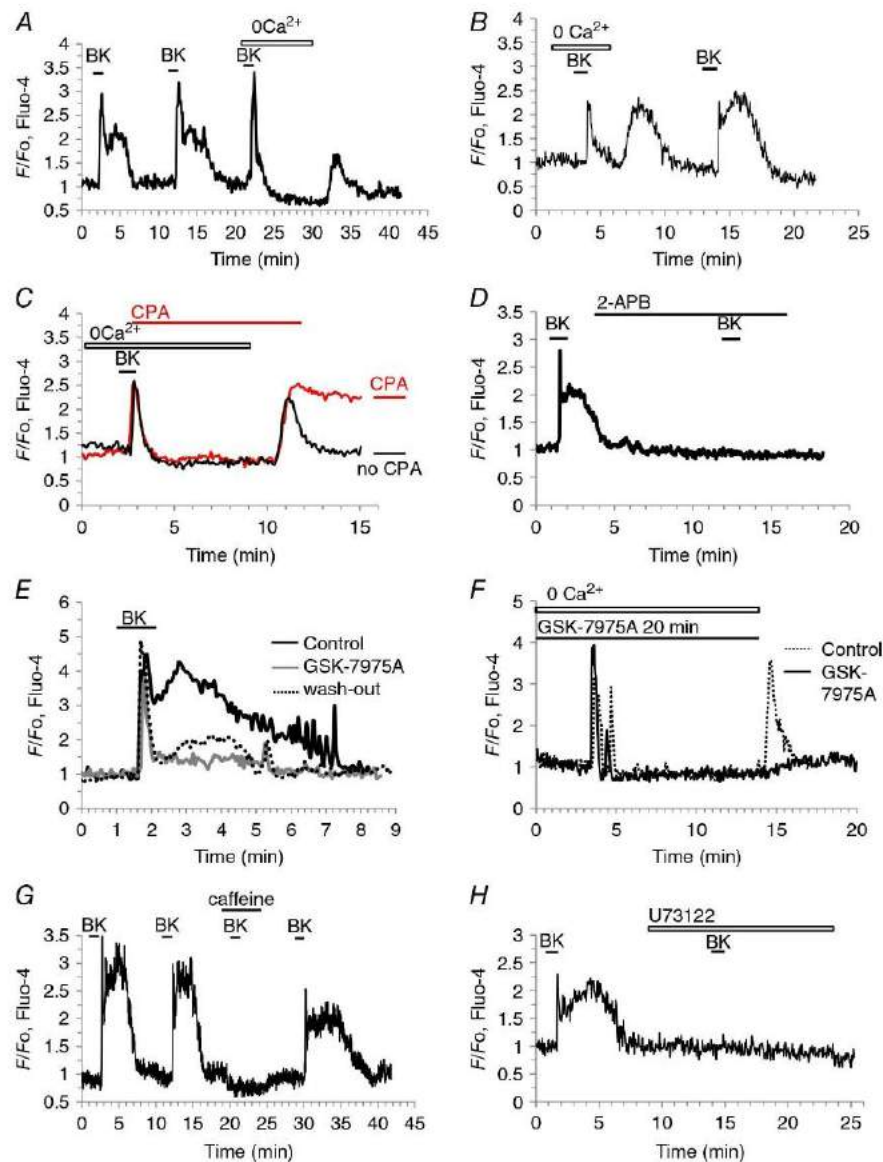 A
0Ca²⁺
BK BK BK
4
3.5
3
2.5
2
1.5
1
0.5
F/Fo, Fluo-4
0 5 10 15 20 25 30 35 40 45
Time (min)
B
0 Ca²⁺
BK BK
4
3.5
3
2.5
2
1.5
1
0.5
0
F/Fo, Fluo-4
0 5 10 15 20 25
Time (min)
C
CPA
0Ca²⁺
BK
CPA
no CPA
4
3.5
3
2.5
2
1.5
1
0.5
0
F/Fo, Fluo-4
0 5 10 15
Time (min)
D
2-APB
BK BK
3.5
3
2.5
2
1.5
1
0.5
0
F/Fo, Fluo-4
0 5 10 15 20
Time (min)
E
BK
Control
GSK-7975A
wash-out
6
5
4
3
2
1
0
F/Fo, Fluo-4
0 1 2 3 4 5 6 7 8 9
Time (min)
F
0 Ca²⁺
GSK-7975A 20 min
Control
GSK-
7975A
5
4
3
2
1
0
F/Fo, Fluo-4
0 5 10 15 20
Time (min)
G
caffeine
BK BK BK BK
4
3.5
3
2.5
2
1.5
1
0.5
F/Fo, Fluo-4
0 5 10 15 20 25 30 35 40 45
Time (min)
H
U73122
BK BK
3
2.5
2
1.5
1
0.5
0
F/Fo, Fluo-4
0 5 10 15 20 25
Time (min)